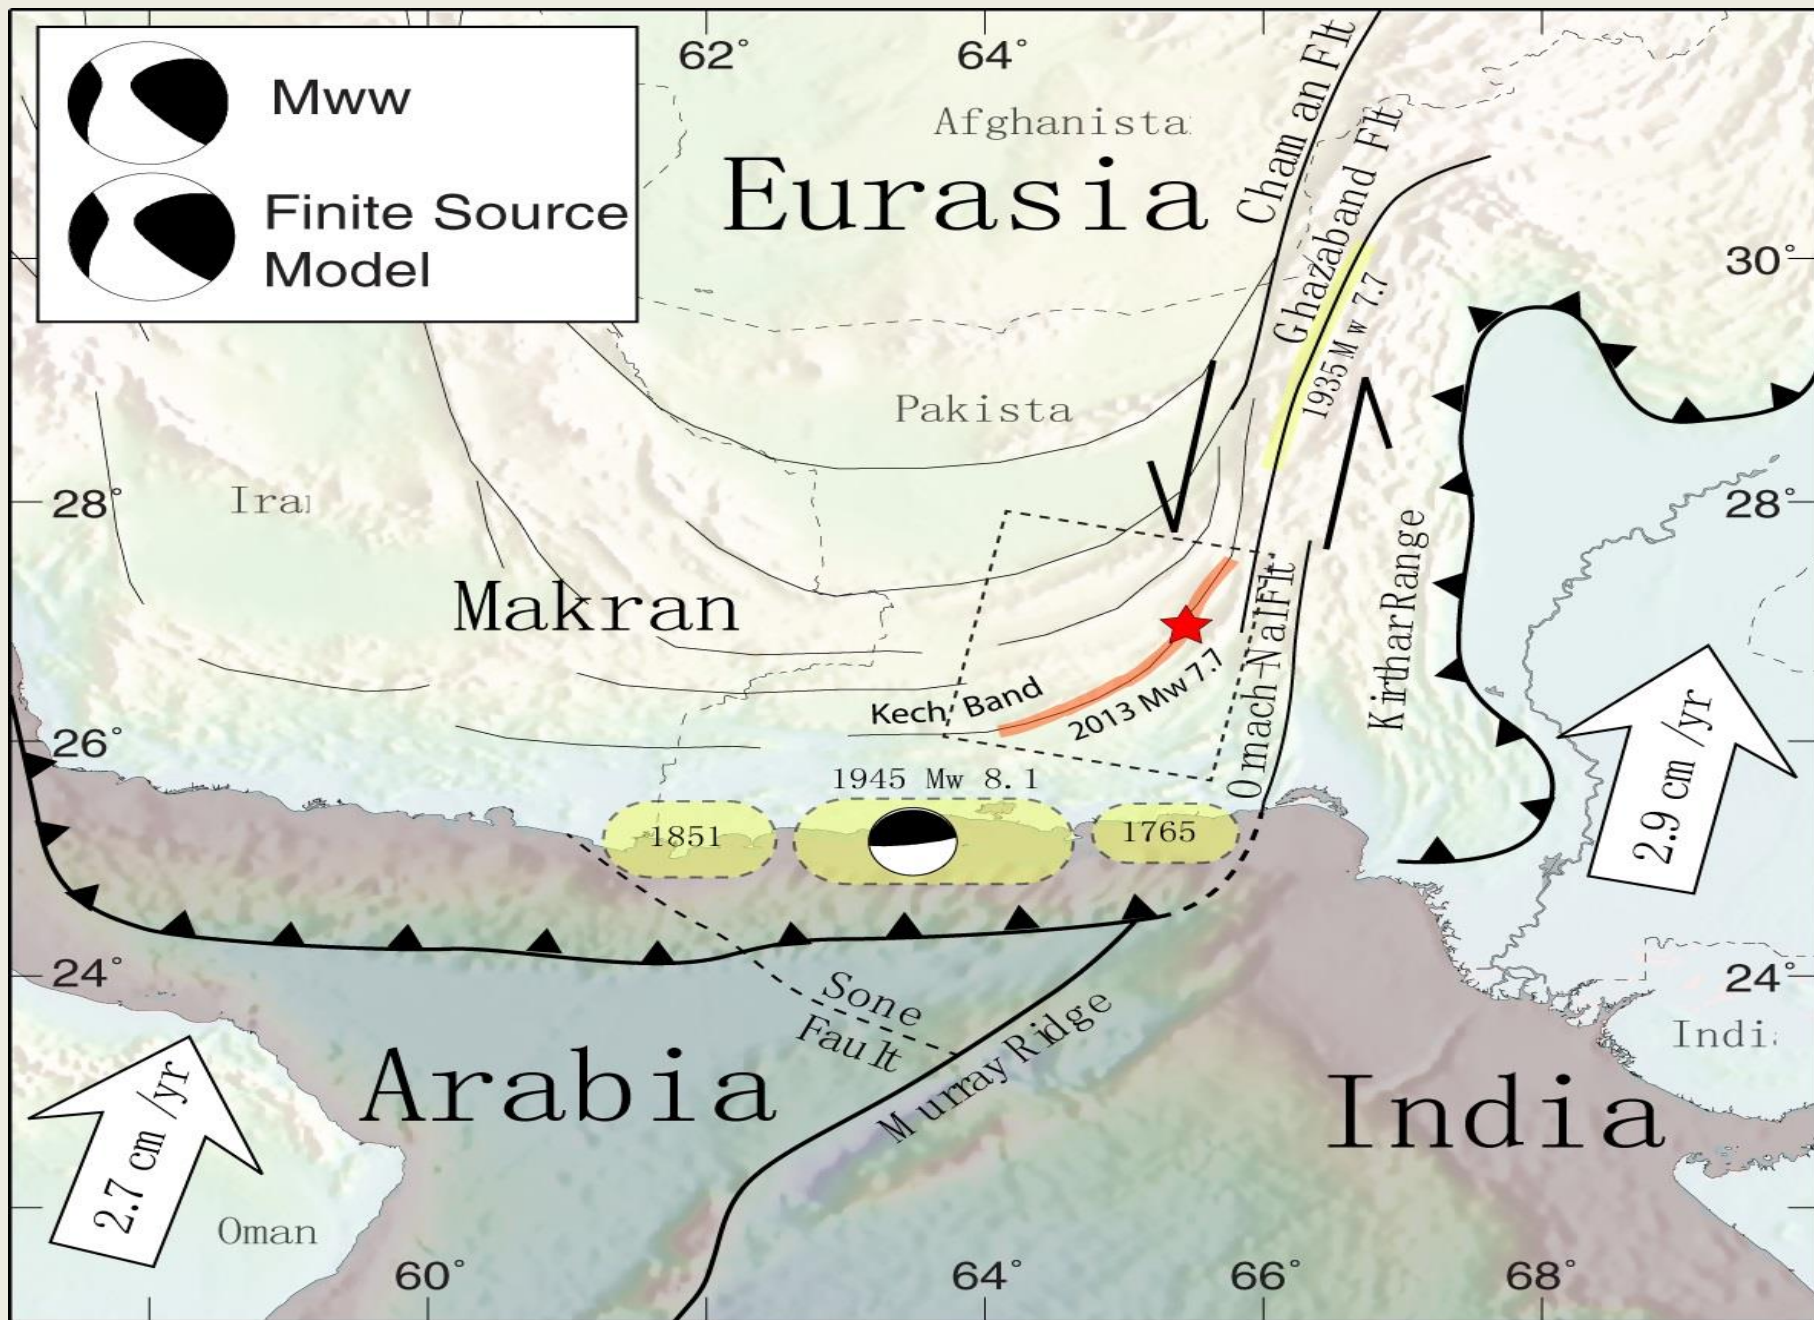 Mww
Finite Source
Model
62°
64°
Afghanista
Eurasia
Cham an Flt
Ghazaband Flt
1935 M w 7.7
30°
Pakista
28°
Ira
28°
Makran
Kech Band
2013 Mw 7.7
Ornach Nal Flt
Kirthar Range
26°
1945 Mw 8.1
1851
1765
2.9 cm /yr
24°
24°
Sone
Fault
Murray Ridge
Indi
Arabia
India
2.7 cm /yr
Oman
60°
64°
66°
68°